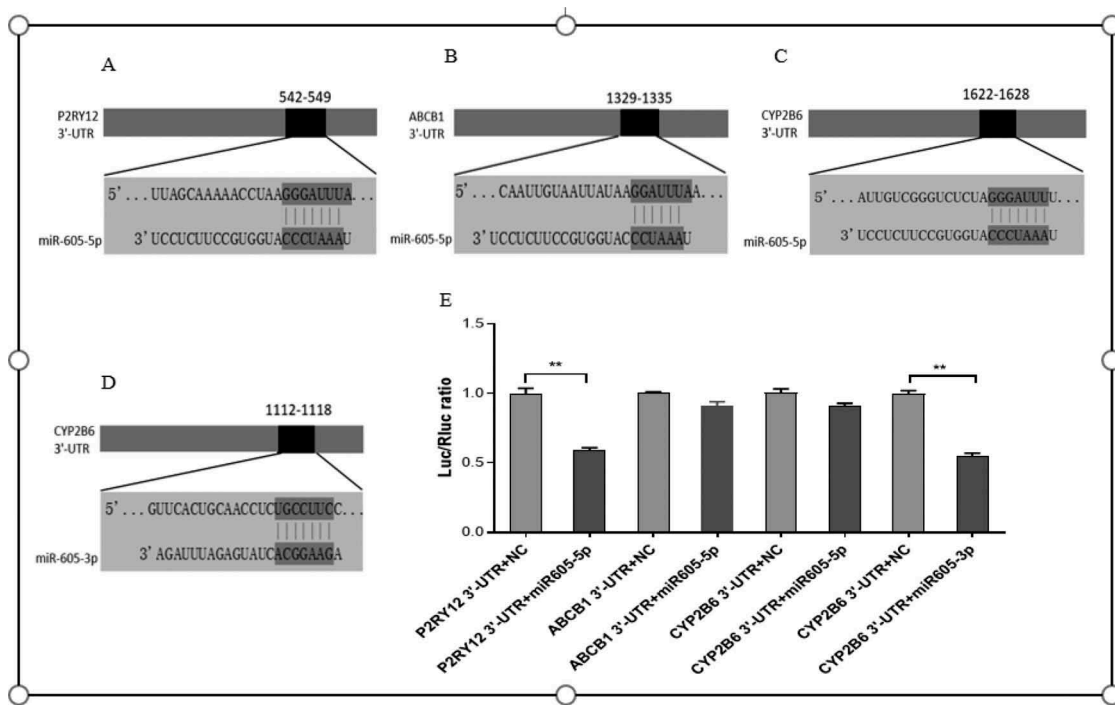 A
542-549
P2RY12
3'-UTR
5' ...UUAGCAAAAACCUAAGGGAUUUA...
miR-605-5p
3'UCCUCUUCCGUGGUACCCUAAAU
B
1329-1335
ABCB1
3'-UTR
5' ...CAAUUGUAAUUAUAAGGAUUUAA...
miR-605-5p
3'UCCUCUUCCGUGGUACCCUAAAU
C
1622-1628
CYP2B6
3'-UTR
5' ...AUUGUCGGGUCUCUAGGGAUUUU...
miR-605-5p
3'UCCUCUUCCGUGGUACCCUAAAU
D
1112-1118
CYP2B6
3'-UTR
5' ...GUUCACUGCAACCUCUGCCUUCC...
miR-605-3p
3'AGAUUUAGAGUAUCACGGAAGA
E
Luc/Rluc ratio
1.5
1.0
0.5
0.0
**
**
P2RY12 3'-UTR+NC
P2RY12 3'-UTR+miR605-5p
ABCB1 3'-UTR+NC
ABCB1 3'-UTR+miR605-5p
CYP2B6 3'-UTR+NC
CYP2B6 3'-UTR+miR605-5p
CYP2B6 3'-UTR+NC
CYP2B6 3'-UTR+miR605-3p